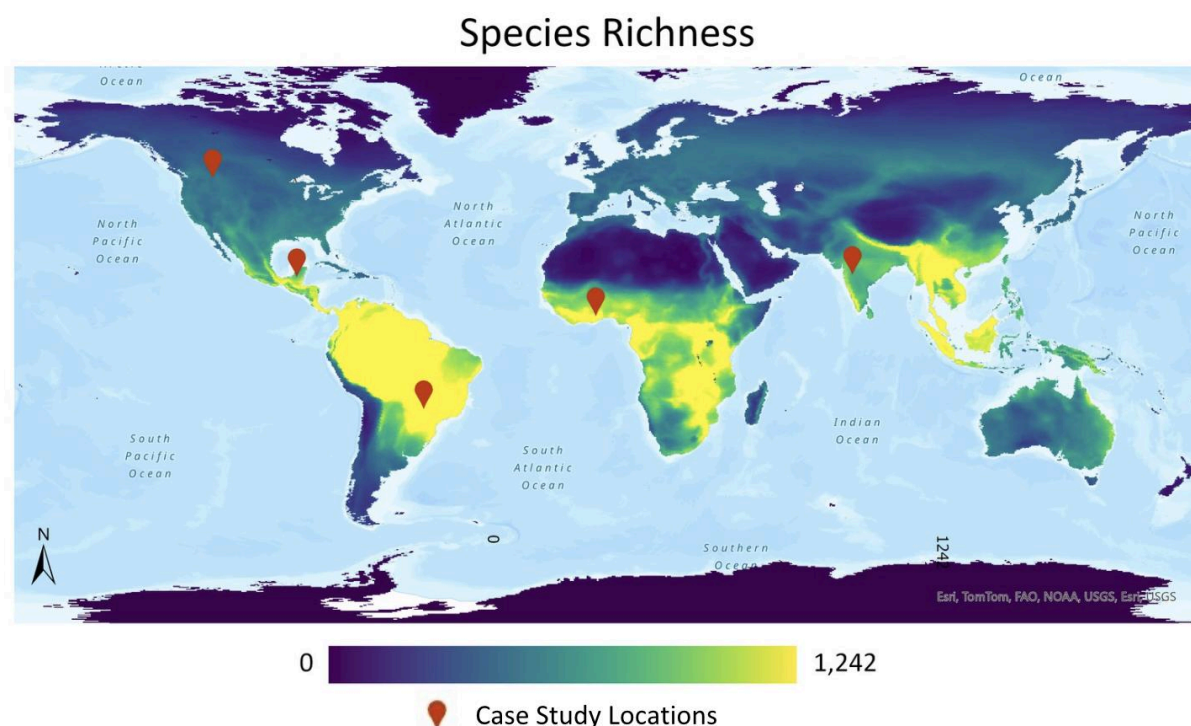 Species Richness
Ocean
Ocean
North
Pacific
Ocean
North
Atlantic
Ocean
North
Pacific
Ocean
South
Pacific
Ocean
South
Atlantic
Ocean
Indian
Ocean
N
0
Southern
Ocean
124
Esri, TomTom, FAO, NOAA, USGS, Esri, USGS
0
1,242
Case Study Locations